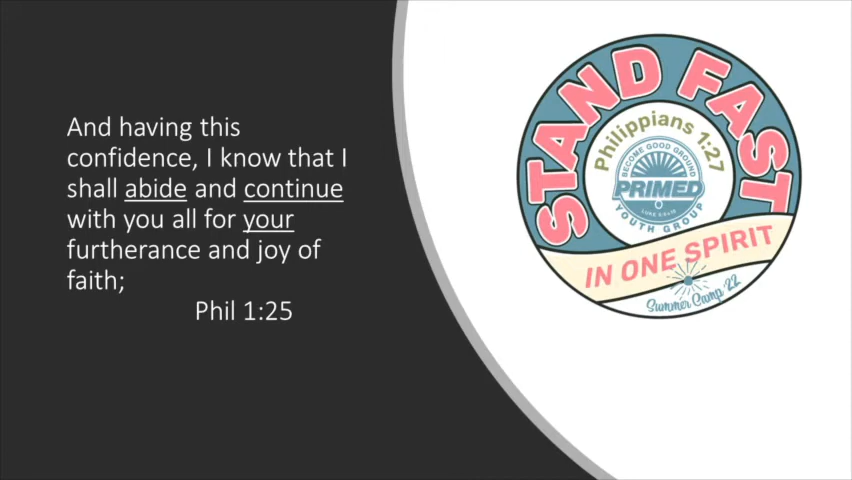 And having this
confidence, I know that I
shall abide and continue
with you all for your
furtherance and joy of
faith;
Phil 1:25
STAND FAST
Philippians 1:27
BECOME GOOD GROUND
PRIMED
YOUTH GROUP
IN ONE SPIRIT
Summer Camp 22